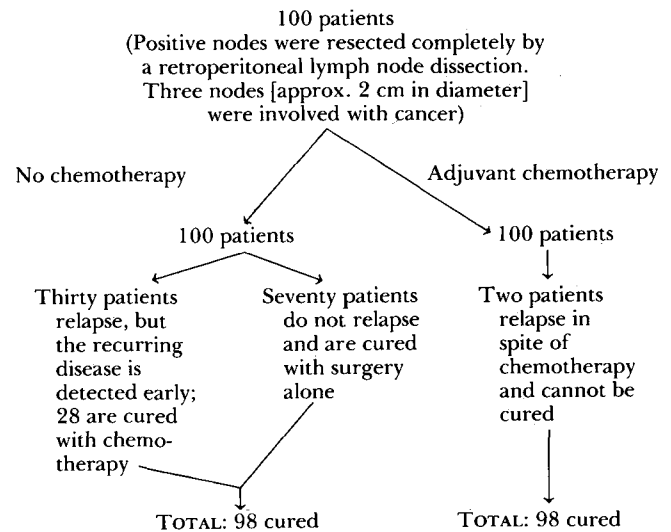 100 patients
(Positive nodes were resected completely by
a retroperitoneal lymph node dissection.
Three nodes [approx. 2 cm in diameter]
were involved with cancer)
No chemotherapy
Adjuvant chemotherapy
100 patients
100 patients
Thirty patients
relapse, but
the recurring
disease is
detected early;
28 are cured
with chemo-
therapy
Seventy patients
do not relapse
and are cured
with surgery
alone
Two patients
relapse in
spite of
chemotherapy
and cannot be
cured
TOTAL: 98 cured
TOTAL: 98 cured